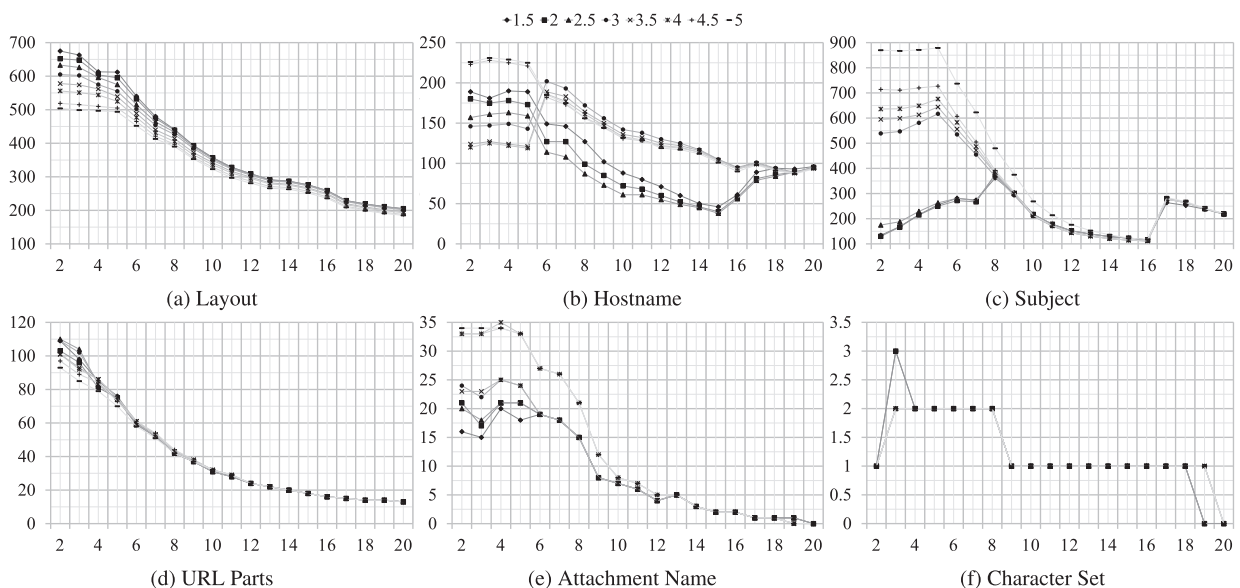 1.5 2 2.5 3 3.5 4 4.5 5
700 250 900
600 200 800
500 150 700
400 100 600
300 50 500
200 0 400
100 300
200
100
2 4 6 8 10 12 14 16 18 20 2 4 6 8 10 12 14 16 18 20 2 4 6 8 10 12 14 16 18 20
(a) Layout (b) Hostname (c) Subject
120 35 3.5
100 30 3
80 25 2.5
60 20 2
40 15 1.5
20 10 1
0 5 0.5
0 0
2 4 6 8 10 12 14 16 18 20 2 4 6 8 10 12 14 16 18 20 2 4 6 8 10 12 14 16 18 20
(d) URL Parts (e) Attachment Name (f) Character Set